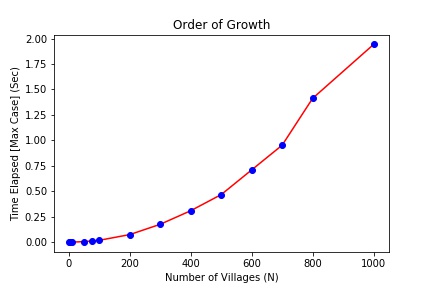 Order of Growth
2.00
1.75
1.50
1.25
1.00
0.75
0.50
0.25
0.00
Time Elapsed [Max Case] (Sec)
0 200 400 600 800 1000
Number of Villages (N)